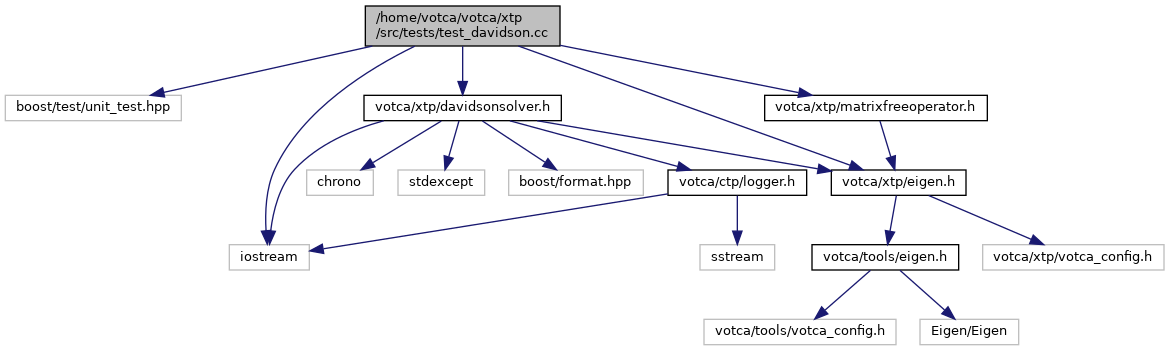 /home/votca/votca/xtp
/src/tests/test_davidson.cc
boost/test/unit_test.hpp
votca/xtp/davidsonsolver.h
votca/xtp/matrixfreeoperator.h
chrono
stdexcept
boost/format.hpp
votca/ctp/logger.h
votca/xtp/eigen.h
iostream
sstream
votca/tools/eigen.h
votca/xtp/votca_config.h
votca/tools/votca_config.h
Eigen/Eigen